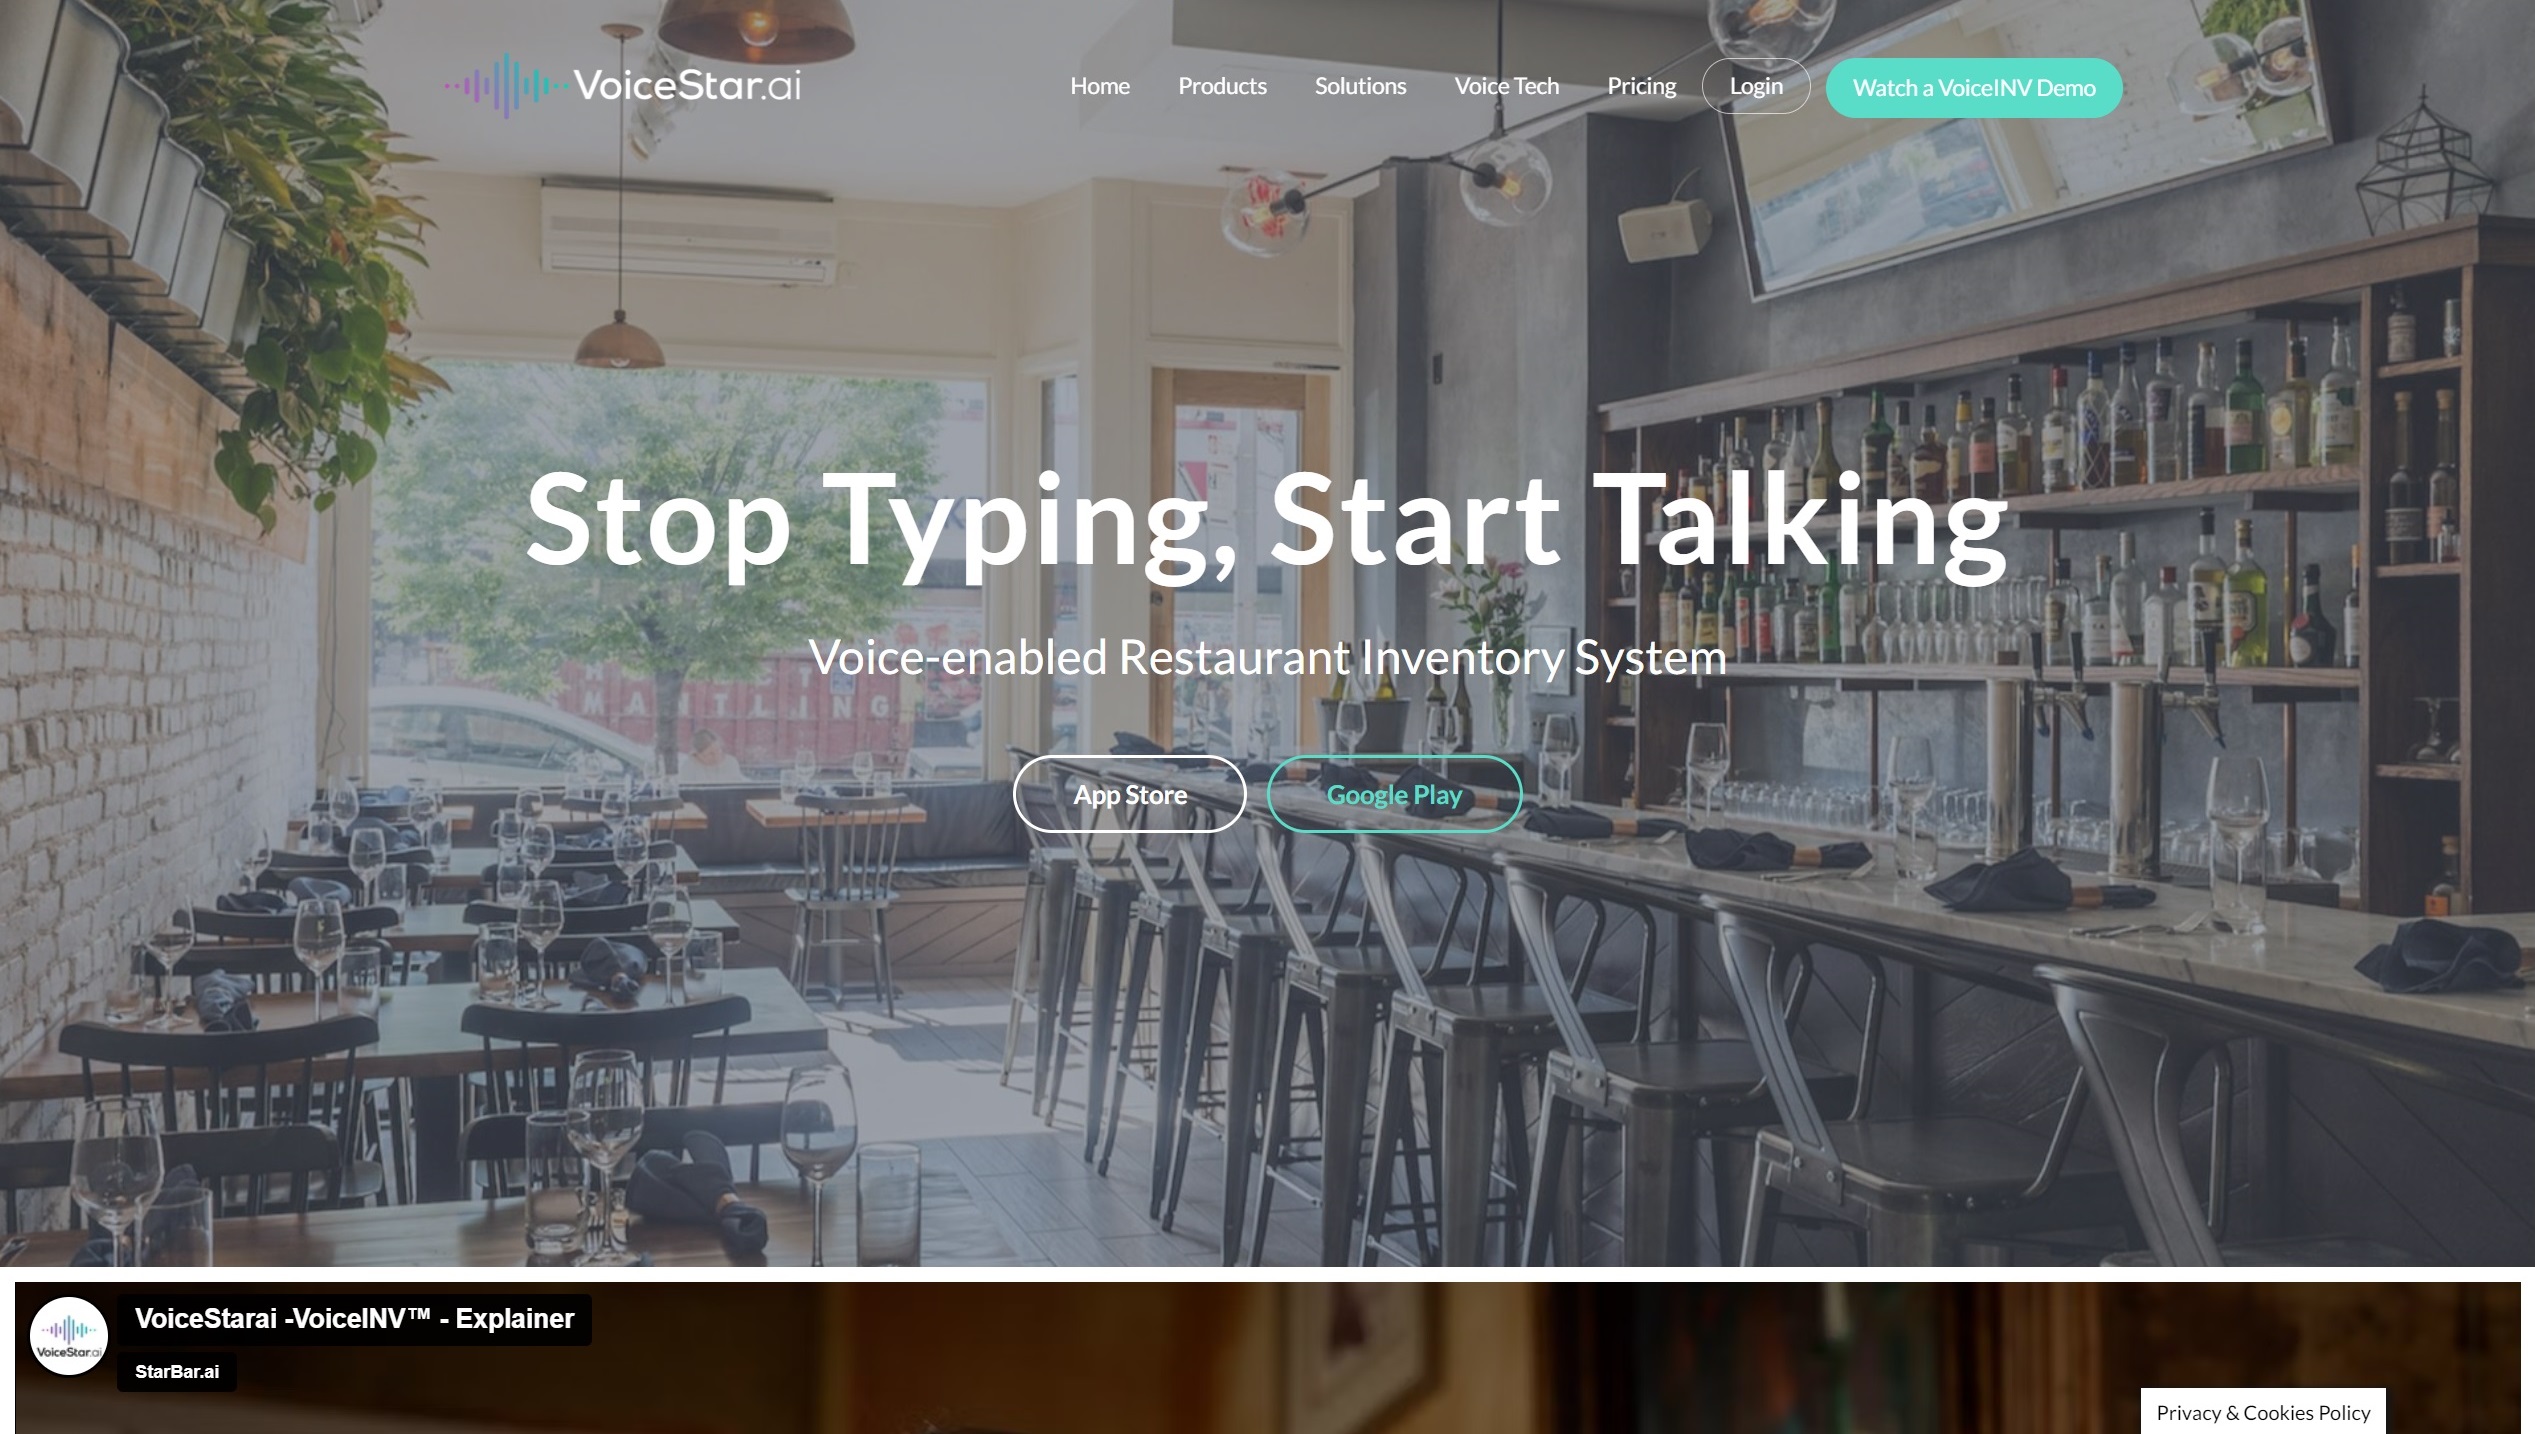 VoiceStar.ai
Home Products Solutions Voice Tech Pricing Login Watch a VoiceINV Demo
Stop Typing, Start Talking
Voice-enabled Restaurant Inventory System
MANTLING
App Store Google Play
VoiceStarai -VoiceINV™ - Explainer
VoiceStar.ai
StarBar.ai
Privacy & Cookies Policy